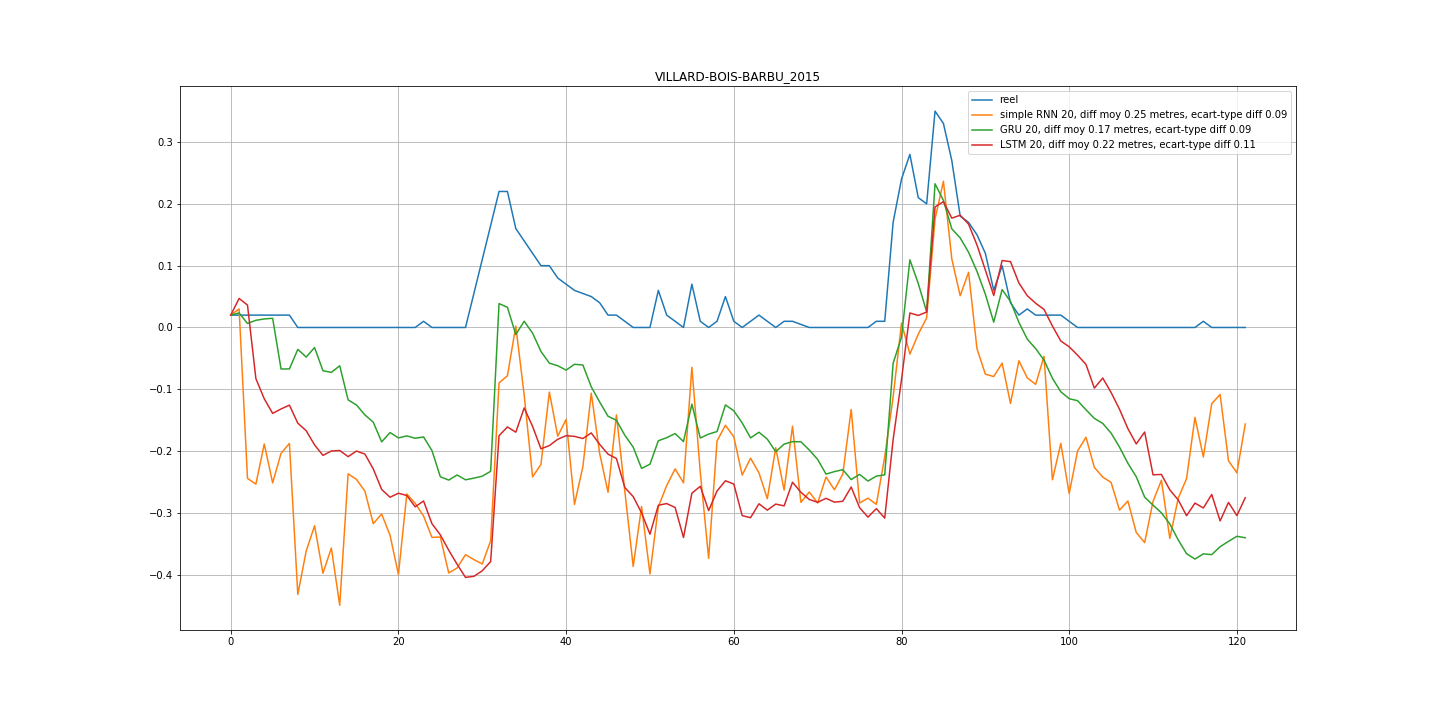 VILLARD-BOIS-BARBU_2015
reel
simple RNN 20, diff moy 0.25 metres, ecart-type diff 0.09
GRU 20, diff moy 0.17 metres, ecart-type diff 0.09
LSTM 20, diff moy 0.22 metres, ecart-type diff 0.11
0.3
0.2
0.1
0.0
−0.1
−0.2
−0.3
−0.4
0 20 40 60 80 100 120